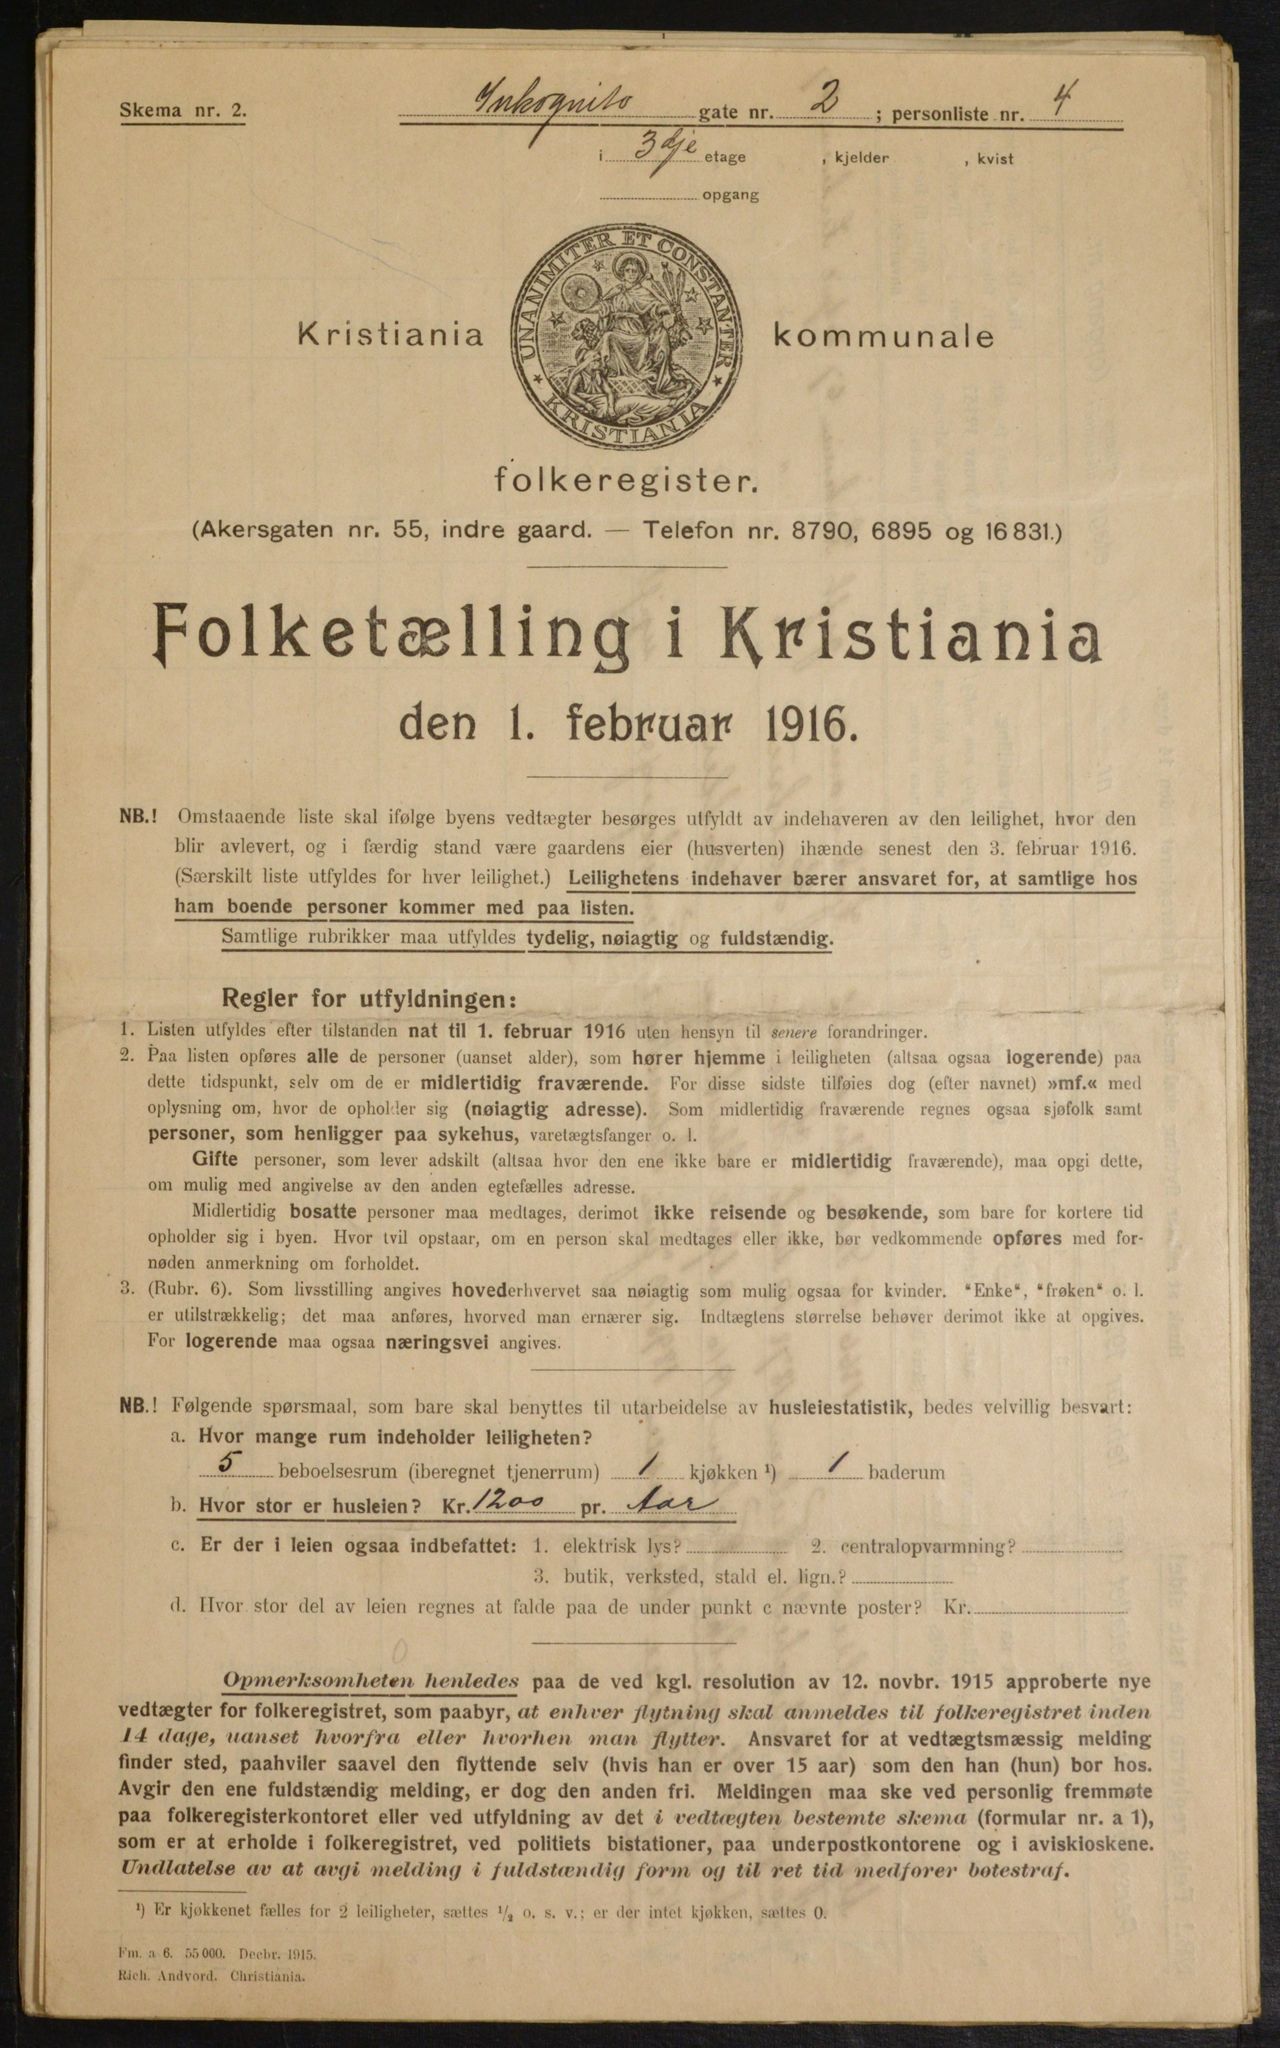 Skema nr. 2.
Inkognito gate nr. 2 ; personliste nr. 4
i 3dje etage , kjelder , kvist
opgang
UNANIMITER ET CONSTANTER
KRISTIANIA
Kristiania kommunale
folkeregister.
(Akersgaten nr. 55, indre gaard. — Telefon nr. 8790, 6895 og 16 831.)
Folketælling i Kristiania
den 1. februar 1916.
NB.! Omstaaende liste skal ifølge byens vedtægter besørges utfyldt av indehaveren av den leilighet, hvor den
blir avlevert, og i færdig stand være gaardens eier (husverten) ihænde senest den 3. februar 1916.
(Særskilt liste utfyldes for hver leilighet.) Leilighetens indehaver bærer ansvaret for, at samtlige hos
ham boende personer kommer med paa listen.
Samtlige rubrikker maa utfyldes tydelig, nøiagtig og fuldstændig.
Regler for utfyldningen:
1. Listen utfyldes efter tilstanden nat til 1. februar 1916 uten hensyn til senere forandringer.
2. Paa listen opføres alle de personer (uanset alder), som hører hjemme i leiligheten (altsaa ogsaa logerende) paa
dette tidspunkt, selv om de er midlertidig fraværende. For disse sidste tilføies dog (efter navnet) »mf.« med
oplysning om, hvor de opholder sig (nøiagtig adresse). Som midlertidig fraværende regnes ogsaa sjøfolk samt
personer, som henligger paa sykehus, varetægtsfanger o. l.
Gifte personer, som lever adskilt (altsaa hvor den ene ikke bare er midlertidig fraværende), maa opgi dette,
om mulig med angivelse av den anden egtefælles adresse.
Midlertidig bosatte personer maa medtages, derimot ikke reisende og besøkende, som bare for kortere tid
opholder sig i byen. Hvor tvil opstaar, om en person skal medtages eller ikke, bør vedkommende opføres med for-
nøden anmerkning om forholdet.
3. (Rubr. 6). Som livsstilling angives hovederhvervet saa nøiagtig som mulig ogsaa for kvinder. "Enke", "frøken" o. l.
er utilstrækkelig; det maa anføres, hvorved man ernærer sig. Indtægtens størrelse behøver derimot ikke at opgives.
For logerende maa ogsaa næringsvei angives.
NB.! Følgende spørsmaal, som bare skal benyttes til utarbeidelse av husleiestatistik, bedes velvillig besvart:
a. Hvor mange rum indeholder leiligheten?
5 beboelsesrum (iberegnet tjenerrum) 1 kjøkken ¹) 1 baderum
b. Hvor stor er husleien? Kr. 1200 pr. Aar
c. Er der i leien ogsaa indbefattet: 1. elektrisk lys? 2. centralopvarmning?
3. butik, verksted, stald el. lign.?
d. Hvor stor del av leien regnes at falde paa de under punkt c nævnte poster? Kr.
Opmerksomheten henledes paa de ved kgl. resolution av 12. novbr. 1915 approberte nye
vedtægter for folkeregistret, som paabyr, at enhver flytning skal anmeldes til folkeregistret inden
14 dage, uanset hvorfra eller hvorhen man flytter. Ansvaret for at vedtægtsmæssig melding
finder sted, paahviler saavel den flyttende selv (hvis han er over 15 aar) som den han (hun) bor hos.
Avgir den ene fuldstændig melding, er dog den anden fri. Meldingen maa ske ved personlig fremmøte
paa folkeregisterkontoret eller ved utfyldning av det i vedtægten bestemte skema (formular nr. a 1),
som er at erholde i folkeregistret, ved politiets bistationer, paa underpostkontorene og i aviskioskene.
Undlatelse av at avgi melding i fuldstændig form og til ret tid medfører bøtestraf.
¹) Er kjøkkenet fælles for 2 leiligheter, sættes ½ o. s. v.; er der intet kjøkken, sættes 0.
Fm. a 6. 55 000. Decbr. 1915.
Rich. Andvord. Christiania.